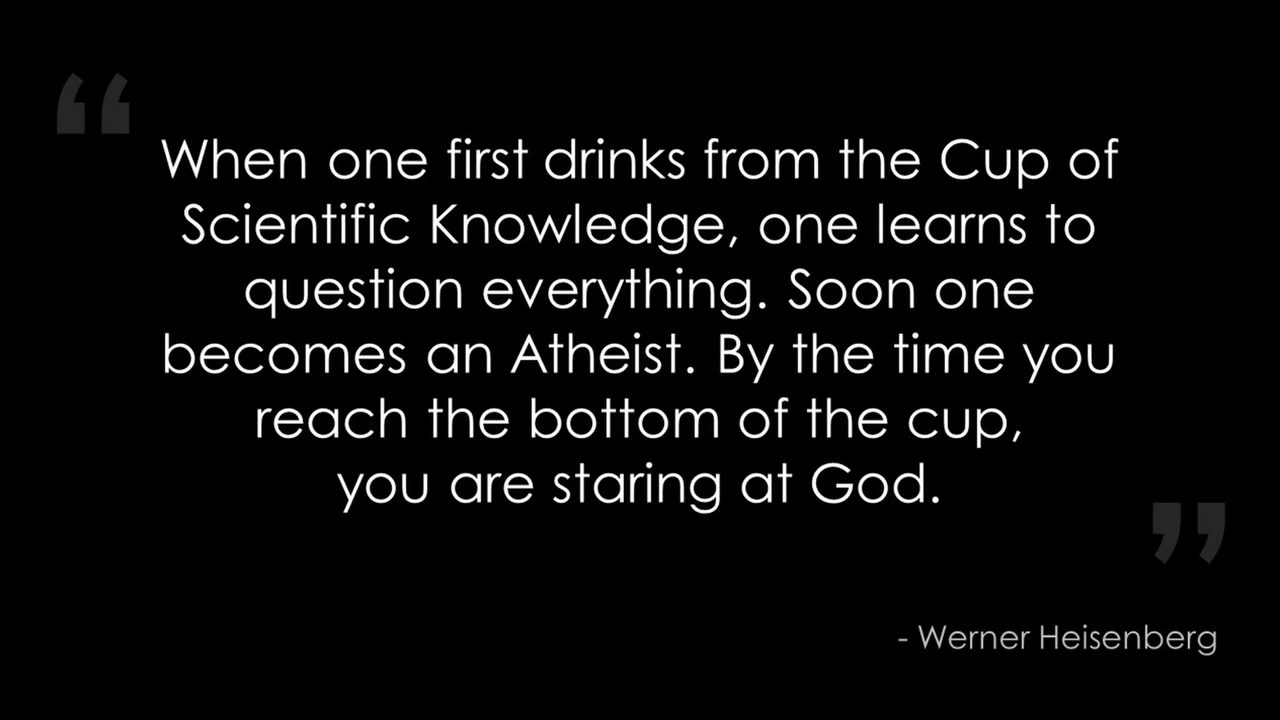 “
When one first drinks from the Cup of
Scientific Knowledge, one learns to
question everything. Soon one
becomes an Atheist. By the time you
reach the bottom of the cup,
you are staring at God.
”
- Werner Heisenberg